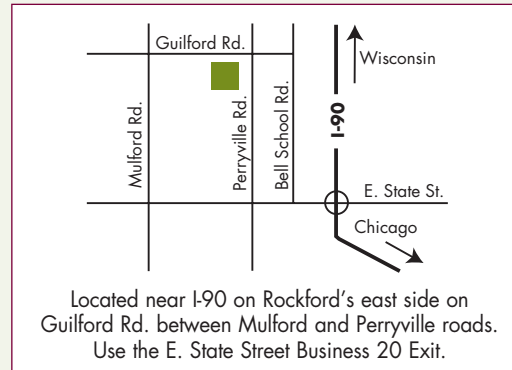 Guilford Rd.
Wisconsin
Mulford Rd.
Perryville Rd.
Bell School Rd.
I-90
E. State St.
Chicago
Located near I-90 on Rockford's east side on
Guilford Rd. between Mulford and Perryville roads.
Use the E. State Street Business 20 Exit.